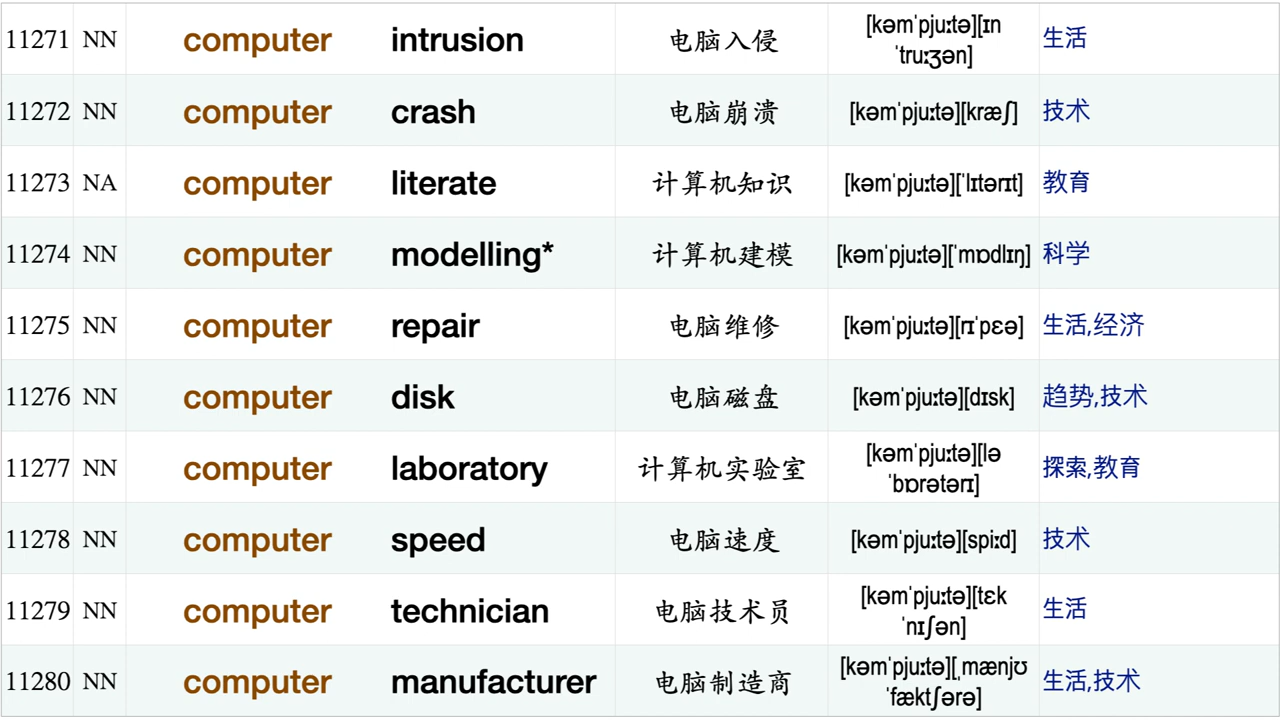 11271 NN computer intrusion 电脑入侵 [kəmˈpjuːtə][ɪn
ˈtruːʒən] 生活
11272 NN computer crash 电脑崩溃 [kəmˈpjuːtə][kræʃ] 技术
11273 NA computer literate 计算机知识 [kəmˈpjuːtə][ˈlɪtərɪt] 教育
11274 NN computer modelling* 计算机建模 [kəmˈpjuːtə][ˈmɒdlɪŋ] 科学
11275 NN computer repair 电脑维修 [kəmˈpjuːtə][rɪˈpɛə] 生活,经济
11276 NN computer disk 电脑磁盘 [kəmˈpjuːtə][dɪsk] 趋势,技术
11277 NN computer laboratory 计算机实验室 [kəmˈpjuːtə][lə
ˈbɒrətərɪ] 探索,教育
11278 NN computer speed 电脑速度 [kəmˈpjuːtə][spiːd] 技术
11279 NN computer technician 电脑技术员 [kəmˈpjuːtə][tɛk
ˈnɪʃən] 生活
11280 NN computer manufacturer 电脑制造商 [kəmˈpjuːtə][ˌmænjʊ
ˈfæktʃərə] 生活,技术